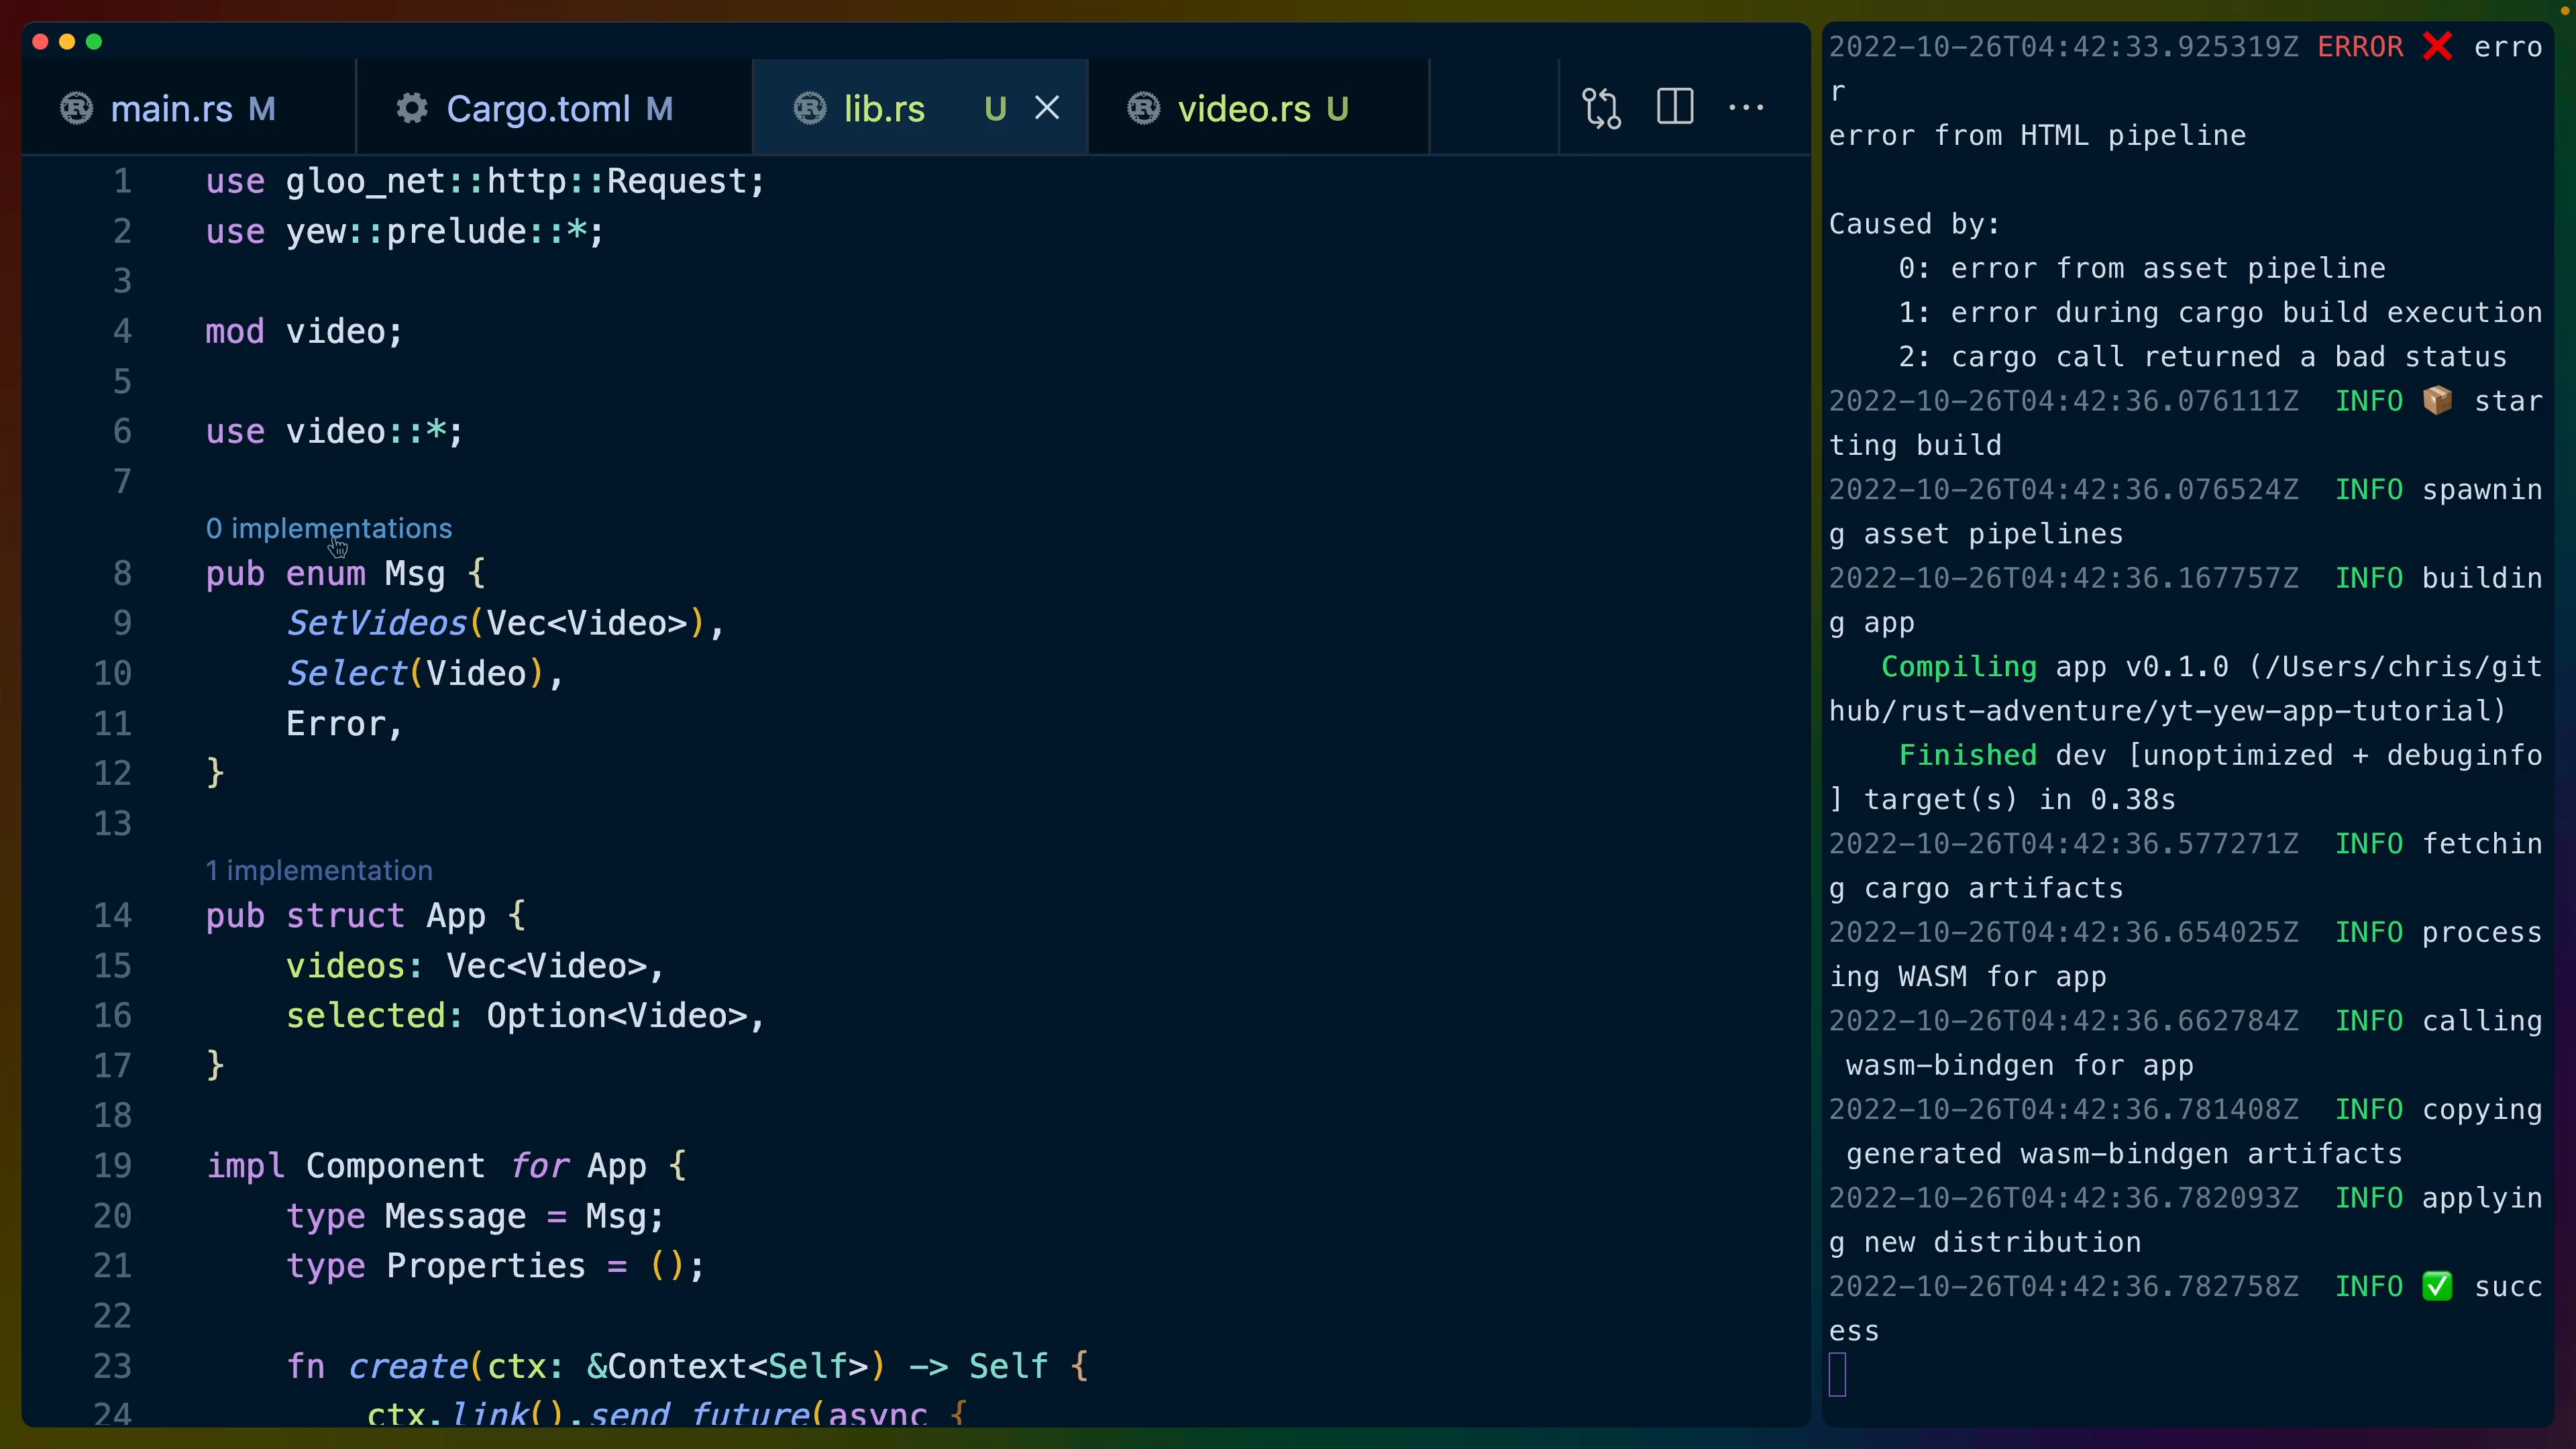 main.rs M
Cargo.toml M
lib.rs U
video.rs U
1 use gloo_net::http::Request;
2 use yew::prelude::*;
3
4 mod video;
5
6 use video::*;
7
0 implementations
8 pub enum Msg {
9 SetVideos(Vec<Video>),
10 Select(Video),
11 Error,
12 }
13
1 implementation
14 pub struct App {
15 videos: Vec<Video>,
16 selected: Option<Video>,
17 }
18
19 impl Component for App {
20 type Message = Msg;
21 type Properties = ();
22
23 fn create(ctx: &Context<Self>) -> Self {
24 ctx.link().send_future(async {
2022-10-26T04:42:33.925319Z ERROR ❌ erro
r
error from HTML pipeline
Caused by:
0: error from asset pipeline
1: error during cargo build execution
2: cargo call returned a bad status
2022-10-26T04:42:36.076111Z INFO 📦 star
ting build
2022-10-26T04:42:36.076524Z INFO spawnin
g asset pipelines
2022-10-26T04:42:36.167757Z INFO buildin
g app
Compiling app v0.1.0 (/Users/chris/git
hub/rust-adventure/yt-yew-app-tutorial)
Finished dev [unoptimized + debuginfo
] target(s) in 0.38s
2022-10-26T04:42:36.577271Z INFO fetchin
g cargo artifacts
2022-10-26T04:42:36.654025Z INFO process
ing WASM for app
2022-10-26T04:42:36.662784Z INFO calling
wasm-bindgen for app
2022-10-26T04:42:36.781408Z INFO copying
generated wasm-bindgen artifacts
2022-10-26T04:42:36.782093Z INFO applyin
g new distribution
2022-10-26T04:42:36.782758Z INFO ✅ succ
ess